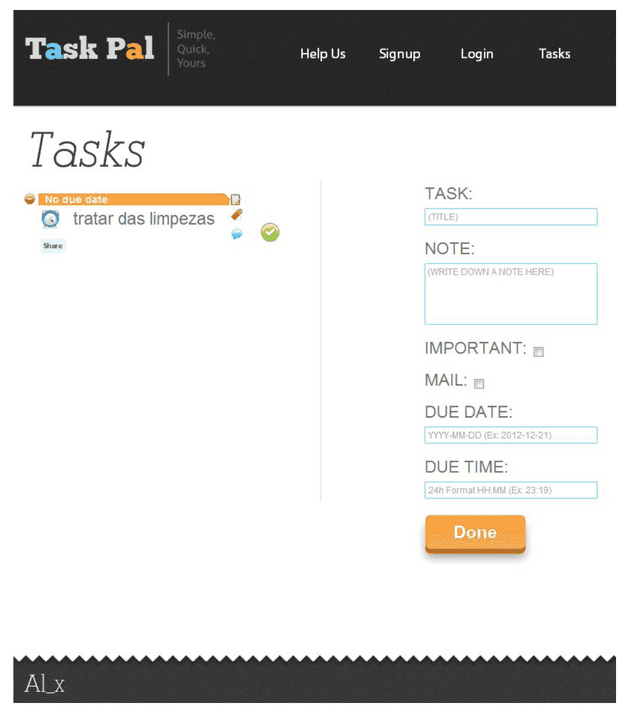 Task Pal
Simple,
Quick,
Yours
Help Us Signup Login Tasks
Tasks
No due date
tratar das limpezas
Share
TASK:
(TITLE)
NOTE:
(WRITE DOWN A NOTE HERE)
IMPORTANT:
MAIL:
DUE DATE:
YYYY-MM-DD (Ex: 2012-12-21)
DUE TIME:
24h Format HH:MM (Ex: 23:19)
Done
Al_x